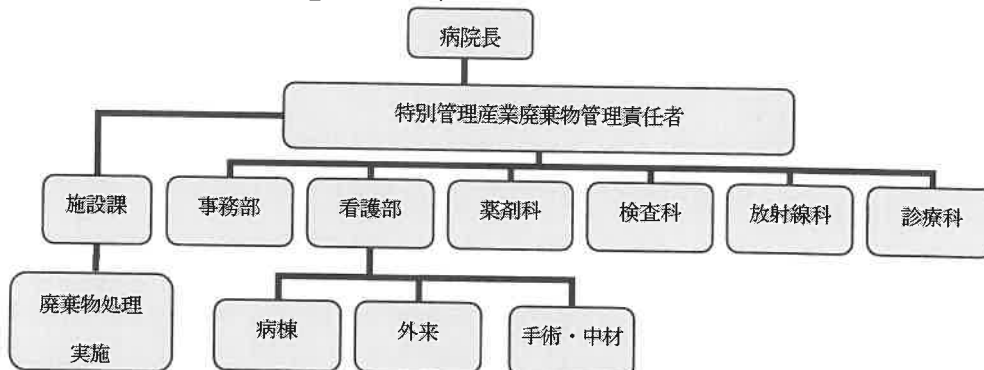 病院長
特別管理産業廃棄物管理責任者
施設課
事務部
看護部
薬剤科
検査科
放射線科
診療科
廃棄物処理
実施
病棟
外来
手術・中材